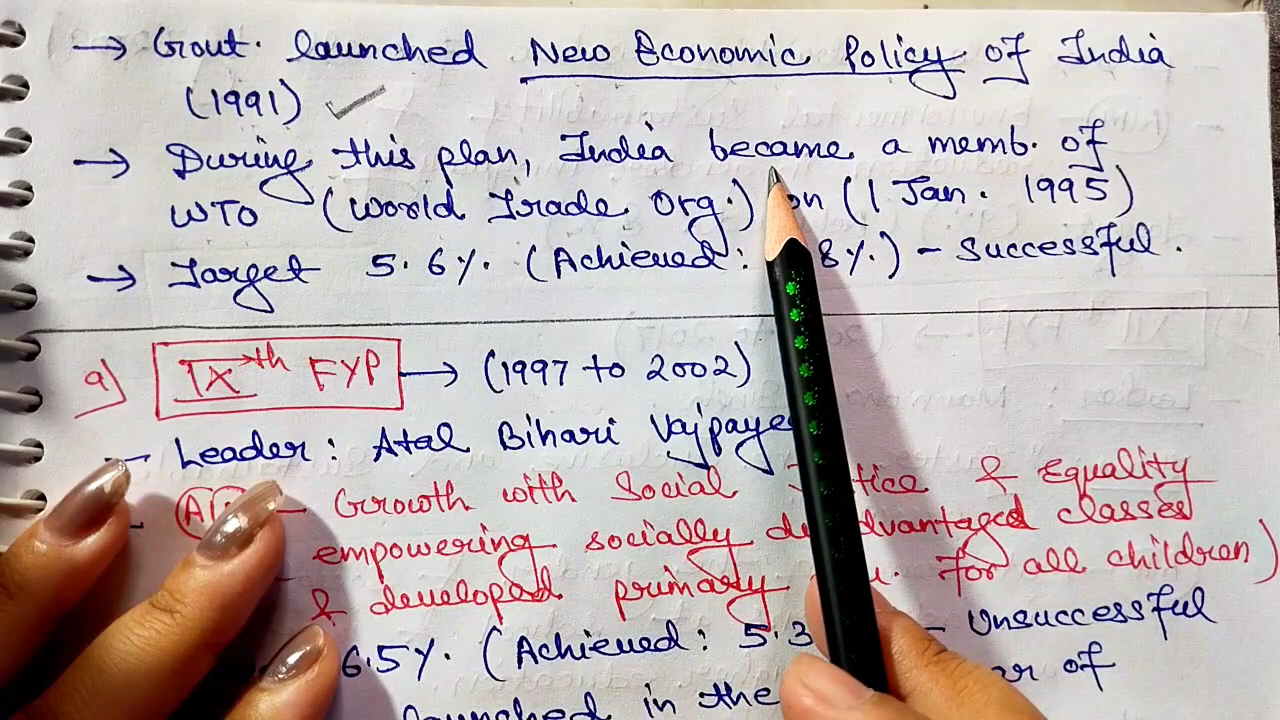 → Govt. launched New Economic Policy of India
(1991) ✓
→ During this plan, India became a memb. of
WTO (World Trade Org.) on (1 Jan. 1995)
→ Target 5.6%. (Achieved: 8%.) - Successful.
a) IXth FYP → (1997 to 2002)
- Leader: Atal Bihari Vajpayee
- Growth with Social & Equality
empowering socially classes
& developed primary for all children)
6.5%. (Achieved: 5.3 - Unsuccessful
of
launched in the